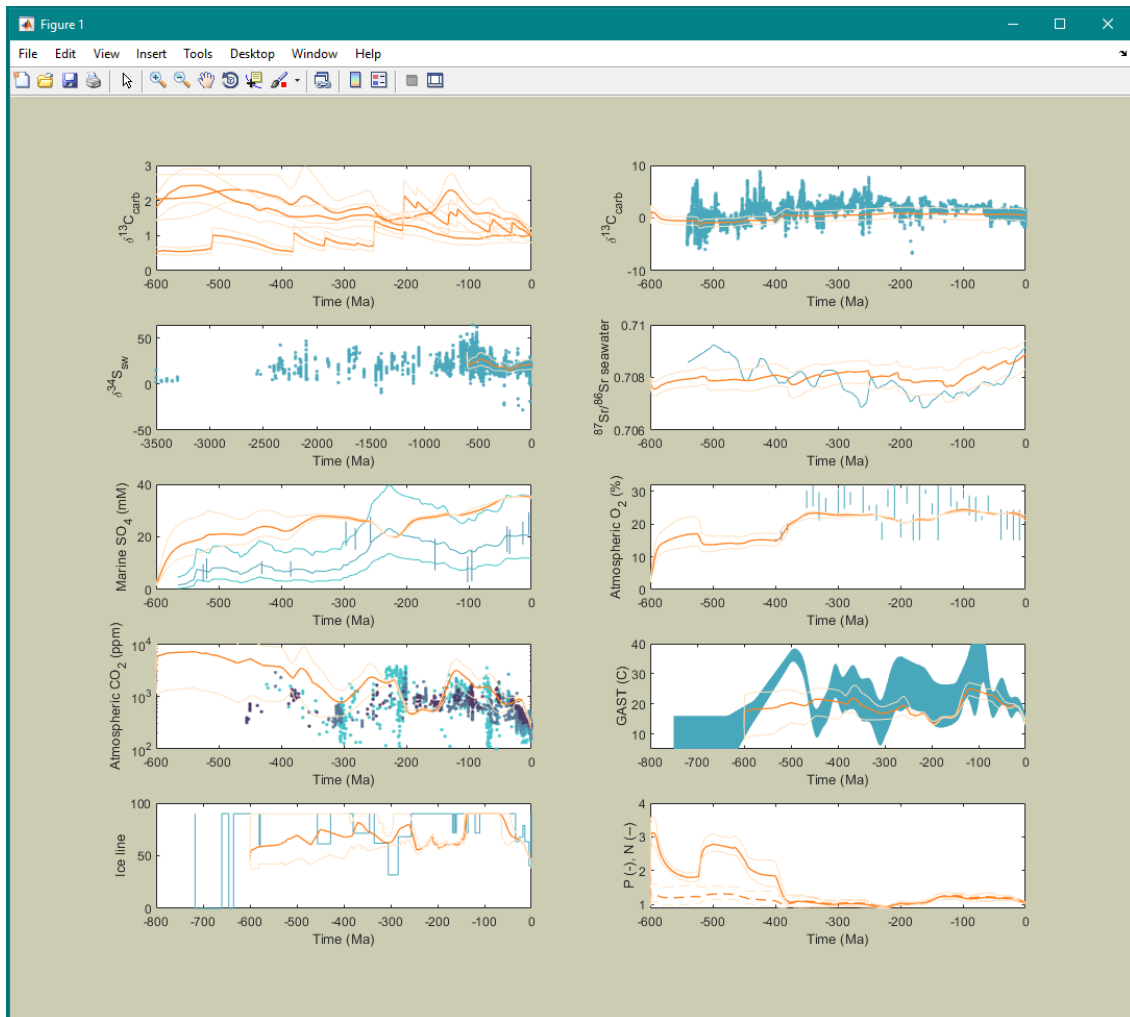 Figure 1
File Edit View Insert Tools Desktop Window Help
δ13Ccarb
3
2
1
0
-600 -500 -400 -300 -200 -100 0
Time (Ma)
δ13Ccarb
10
0
-10
-600 -500 -400 -300 -200 -100 0
Time (Ma)
δ34Ssw
50
0
-50
-3500 -3000 -2500 -2000 -1500 -1000 -500 0
Time (Ma)
87Sr/86Sr seawater
0.71
0.708
0.706
-600 -500 -400 -300 -200 -100 0
Time (Ma)
Marine SO4 (mM)
40
20
0
-600 -500 -400 -300 -200 -100 0
Time (Ma)
Atmospheric O2 (%)
30
20
10
0
-600 -500 -400 -300 -200 -100 0
Time (Ma)
Atmospheric CO2 (ppm)
10^4
10^3
10^2
-600 -500 -400 -300 -200 -100 0
Time (Ma)
GAST (C)
40
30
20
10
-800 -700 -600 -500 -400 -300 -200 -100 0
Time (Ma)
Ice line
100
50
0
-800 -700 -600 -500 -400 -300 -200 -100 0
Time (Ma)
P (-), N (--)
4
3
2
1
-600 -500 -400 -300 -200 -100 0
Time (Ma)